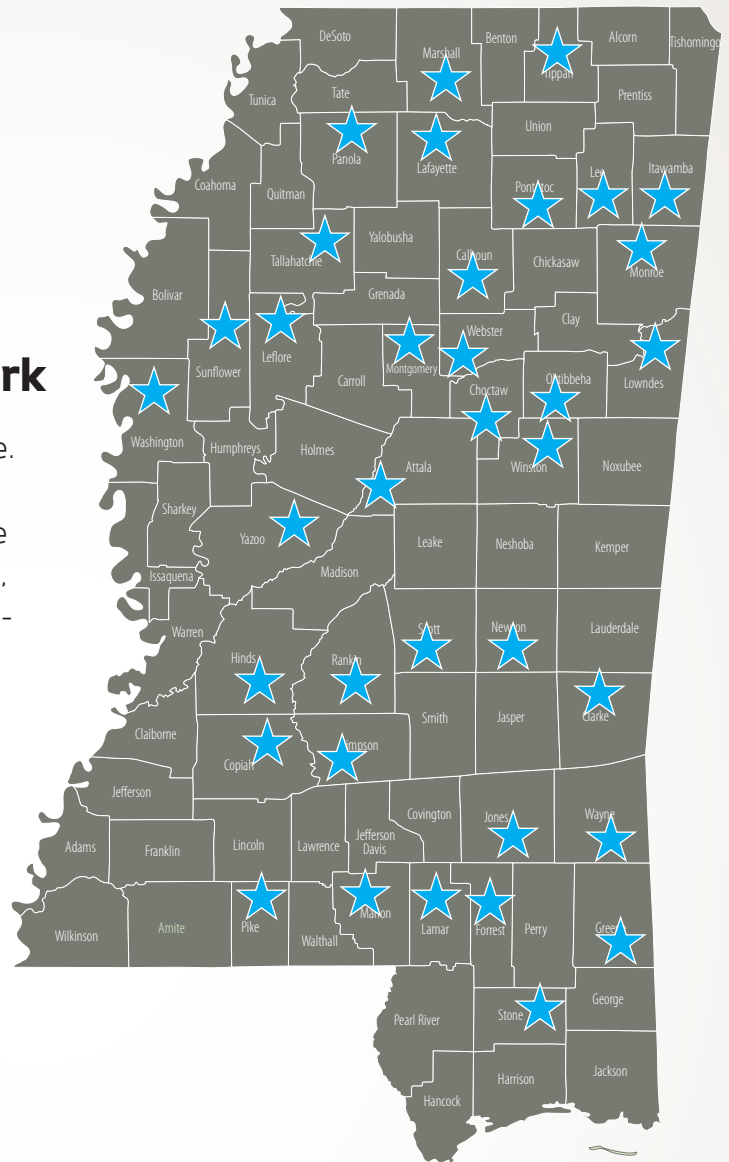 rk
e.
e
,
-
DeSoto
Marshall
Benton
Tippah
Alcorn
Tishomingo
Tunica
Tate
Prentiss
Union
Panola
Lafayette
Lee
Itawamba
Coahoma
Quitman
Pontotoc
Yalobusha
Tallahatchie
Calhoun
Chickasaw
Monroe
Bolivar
Grenada
Clay
Webster
Leflore
Sunflower
Montgomery
Carroll
Choctaw
Oktibbeha
Lowndes
Washington
Humphreys
Holmes
Attala
Winston
Noxubee
Sharkey
Yazoo
Leake
Neshoba
Kemper
Issaquena
Madison
Warren
Scott
Newton
Lauderdale
Hinds
Rankin
Claiborne
Copiah
Simpson
Smith
Jasper
Clarke
Jefferson
Covington
Jones
Wayne
Adams
Franklin
Lincoln
Lawrence
Jefferson
Davis
Wilkinson
Amite
Pike
Walthall
Marion
Lamar
Forrest
Perry
Greene
Pearl River
Stone
George
Hancock
Harrison
Jackson